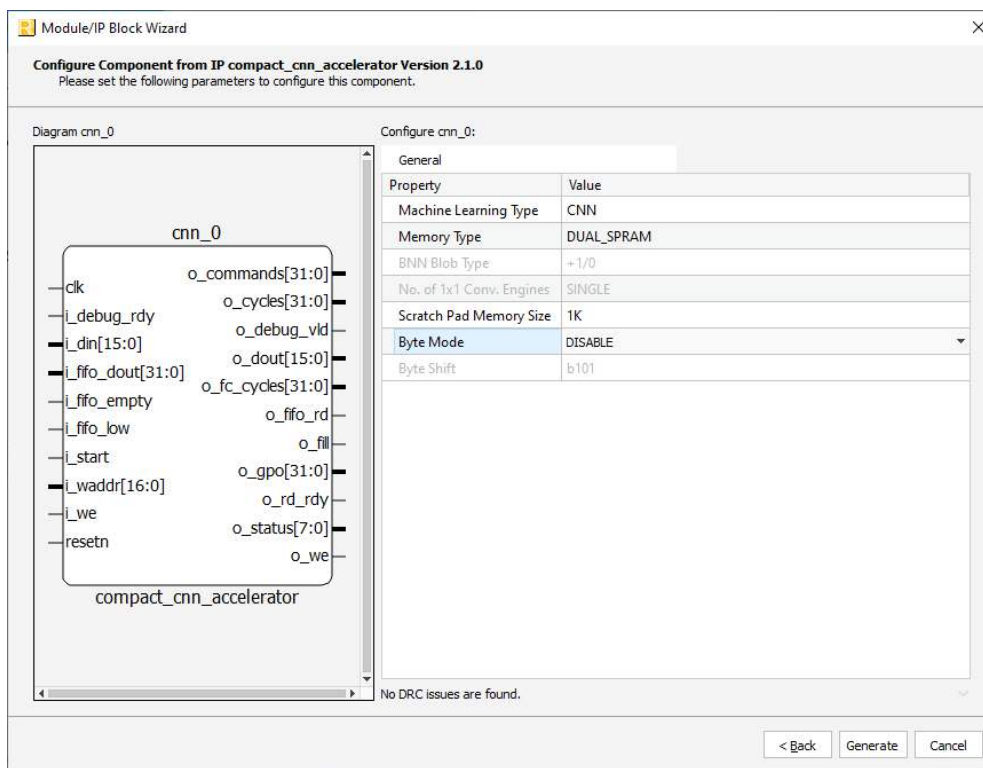 Module/IP Block Wizard
Configure Component from IP compact_cnn_accelerator Version 2.1.0
Please set the following parameters to configure this component.
Diagram cnn_0
cnn_0
clk
i_debug_rdy
i_din[15:0]
i_fifo_dout[31:0]
i_fifo_empty
i_fifo_low
i_start
i_waddr[16:0]
i_we
resetn
o_commands[31:0]
o_cycles[31:0]
o_debug_vld
o_dout[15:0]
o_fc_cycles[31:0]
o_fifo_rd
o_fill
o_gpo[31:0]
o_rd_rdy
o_status[7:0]
o_we
compact_cnn_accelerator
Configure cnn_0:
General
Property Value
Machine Learning Type CNN
Memory Type DUAL_SPRAM
BNN Blob Type +1/0
No. of 1x1 Conv. Engines SINGLE
Scratch Pad Memory Size 1K
Byte Mode DISABLE
Byte Shift b101
No DRC issues are found.
< Back Generate Cancel